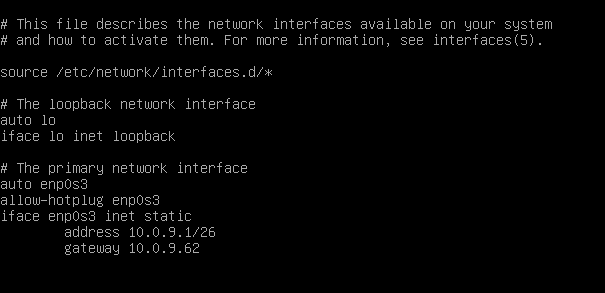 # This file describes the network interfaces available on your system
# and how to activate them. For more information, see interfaces(5).
source /etc/network/interfaces.d/*
# The loopback network interface
auto lo
iface lo inet loopback
# The primary network interface
auto enp0s3
allow-hotplug enp0s3
iface enp0s3 inet static
address 10.0.9.1/26
gateway 10.0.9.62